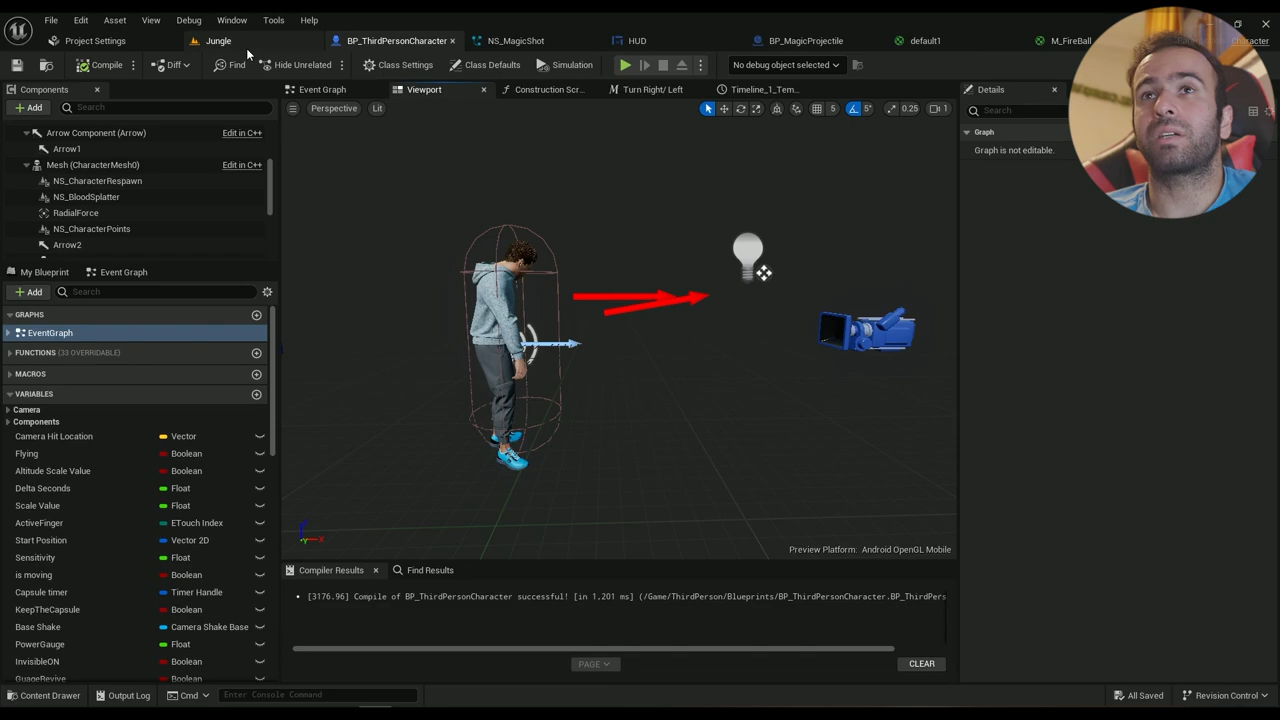 File Edit Asset View Debug Window Tools Help
Project Settings Jungle BP_ThirdPersonCharacter NS_MagicShot HUD BP_MagicProjectile default1 M_FireBall Character
Compile Diff Find Hide Unrelated Class Settings Class Defaults Simulation No debug object selected
Components
Event Graph Viewport Construction Scr... Turn Right/ Left Timeline_1_Tem...
Details
Add Search
Perspective Lit 5 5° 0.25 1
Search
Arrow Component (Arrow) Edit in C++
Graph
Arrow1
Graph is not editable.
Mesh (CharacterMesh0) Edit in C++
NS_CharacterRespawn
NS_BloodSplatter
RadialForce
NS_CharacterPoints
Arrow2
My Blueprint Event Graph
Add Search
GRAPHS
EventGraph
FUNCTIONS (33 OVERRIDABLE)
MACROS
VARIABLES
Camera
Components
Camera Hit Location Vector
Flying Boolean
Altitude Scale Value Boolean
Delta Seconds Float
Scale Value Float
ActiveFinger ETouch Index
Start Position Vector 2D
Sensitivity Float
is moving Boolean
Capsule timer Timer Handle
KeepTheCapsule Boolean
Base Shake Camera Shake Base
PowerGauge Float
InvisibleON Boolean
GuageRevive Boolean
Preview Platform: Android OpenGL Mobile
Compiler Results Find Results
• [3176.96] Compile of BP_ThirdPersonCharacter successful! [in 1,201 ms] (/Game/ThirdPerson/Blueprints/BP_ThirdPersonCharacter.BP_ThirdPers
PAGE CLEAR
Content Drawer Output Log Cmd Enter Console Command All Saved Revision Control